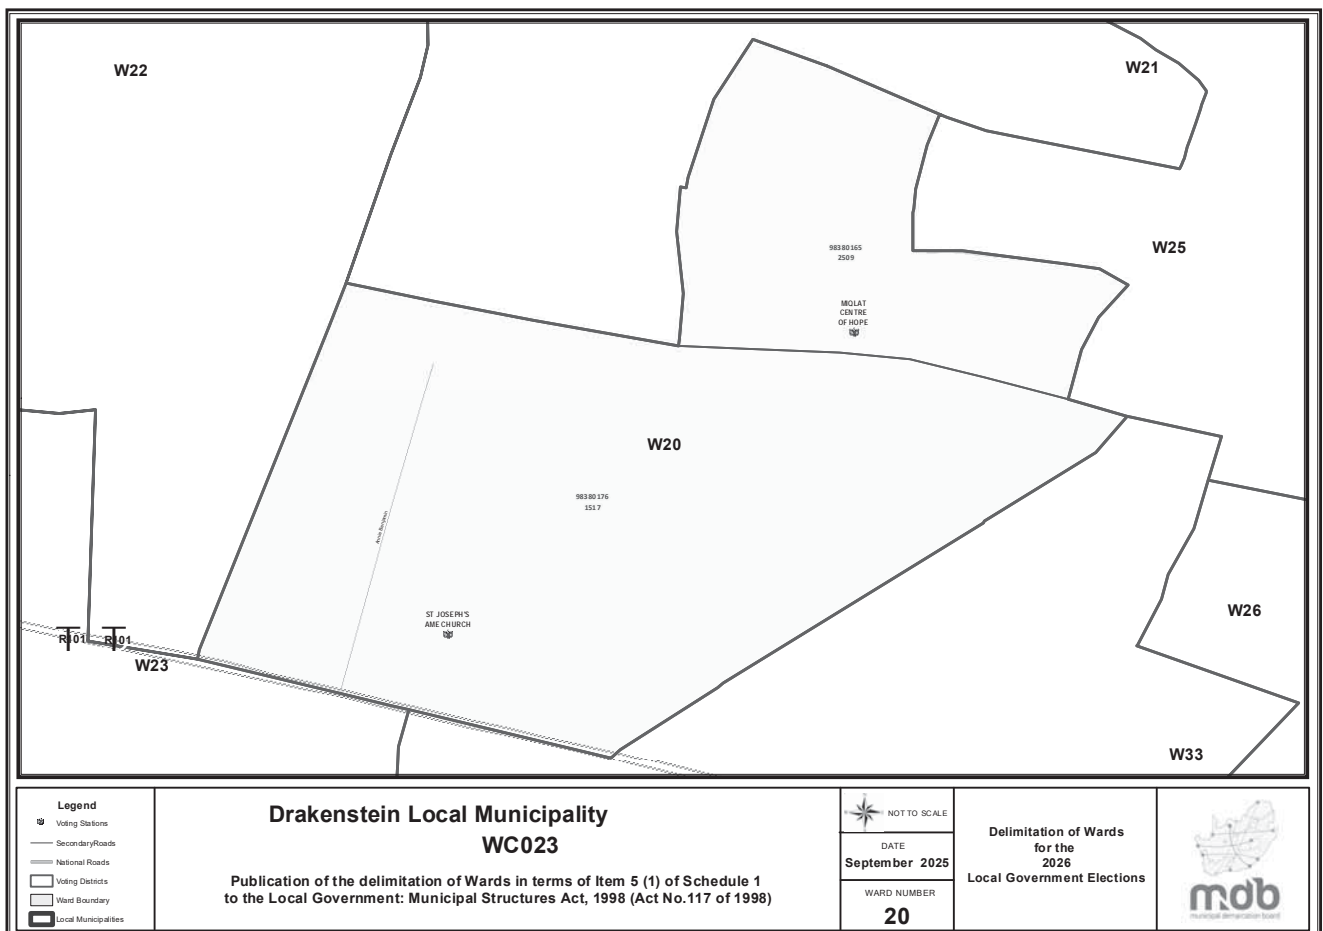 W22
W21
W25
98380165
2509
MIQLAT
CENTRE
OF HOPE
W20
98380176
1517
ST JOSEPH'S
AME CHURCH
W26
R101
R101
W23
W33
Legend
Voting Stations
SecondaryRoads
National Roads
Voting Districts
Ward Boundary
Local Municipalities
Drakenstein Local Municipality
WC023
Publication of the delimitation of Wards in terms of Item 5 (1) of Schedule 1
to the Local Government: Municipal Structures Act, 1998 (Act No.117 of 1998)
NOT TO SCALE
DATE
September 2025
WARD NUMBER
20
Delimitation of Wards
for the
2026
Local Government Elections
mdb
municipal demarcation board